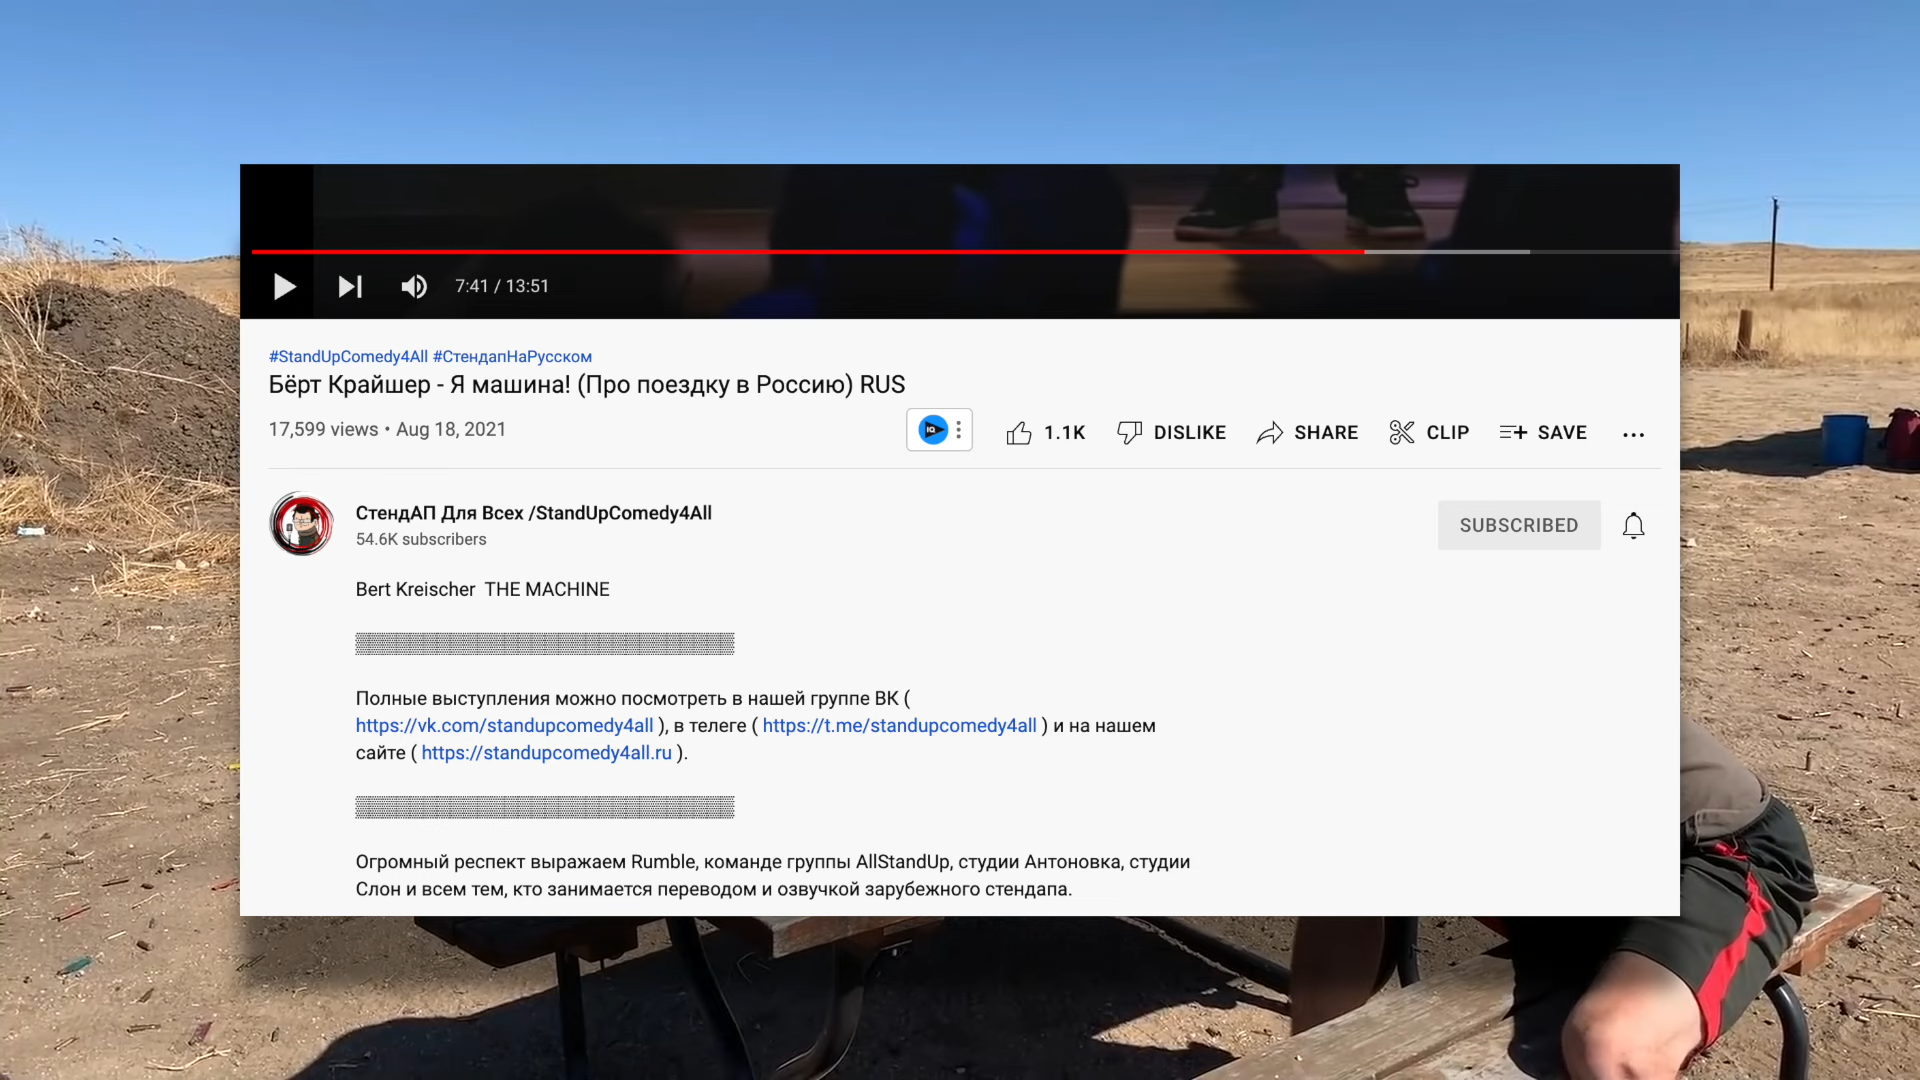 7:41 / 13:51
#StandUpComedy4All #СтендапНаРусском
Бёрт Крайшер - Я машина! (Про поездку в Россию) RUS
17,599 views • Aug 18, 2021
IQ
1.1K
DISLIKE
SHARE
CLIP
SAVE
СтендАП Для Всех /StandUpComedy4All
54.6K subscribers
SUBSCRIBED
Bert Kreischer THE MACHINE
Полные выступления можно посмотреть в нашей группе ВК (
https://vk.com/standupcomedy4all ), в телеге ( https://t.me/standupcomedy4all ) и на нашем
сайте ( https://standupcomedy4all.ru ).
Огромный респект выражаем Rumble, команде группы AllStandUp, студии Антоновка, студии
Слон и всем тем, кто занимается переводом и озвучкой зарубежного стендапа.